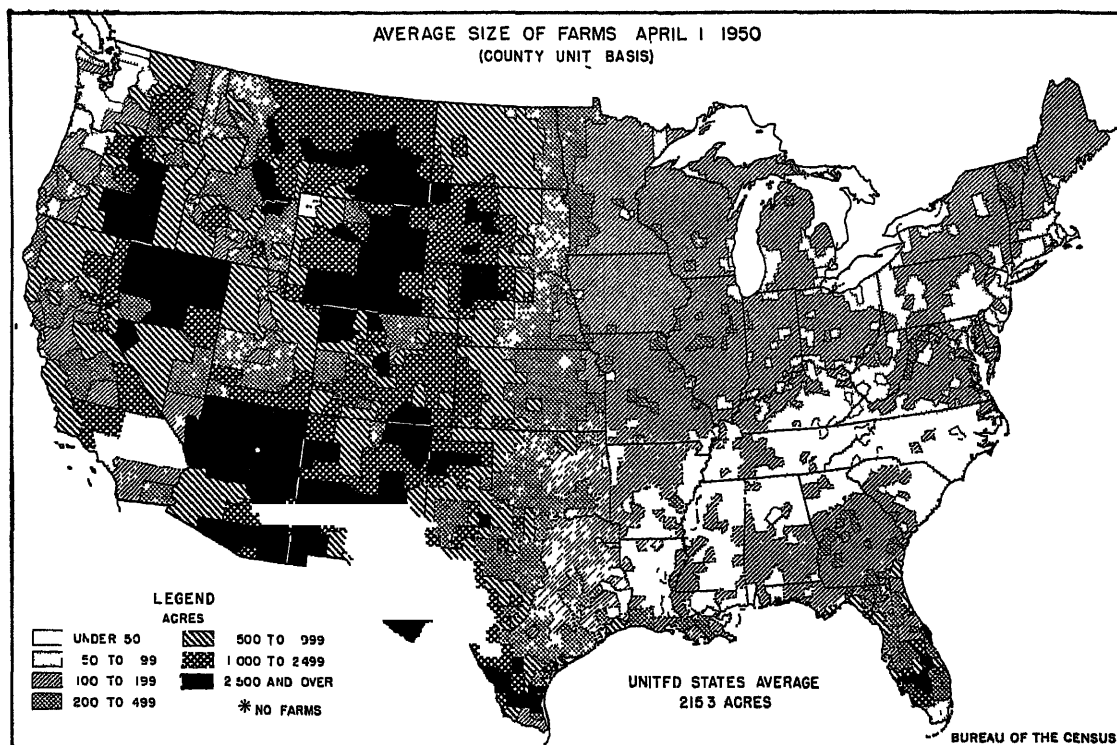 AVERAGE SIZE OF FARMS APRIL 1 1950
(COUNTY UNIT BASIS)
LEGEND
ACRES
UNDER 50
50 TO 99
100 TO 199
200 TO 499
500 TO 999
1 000 TO 2499
2 500 AND OVER
* NO FARMS
UNITFD STATES AVERAGE
215 3 ACRES
BUREAU OF THE CENSUS